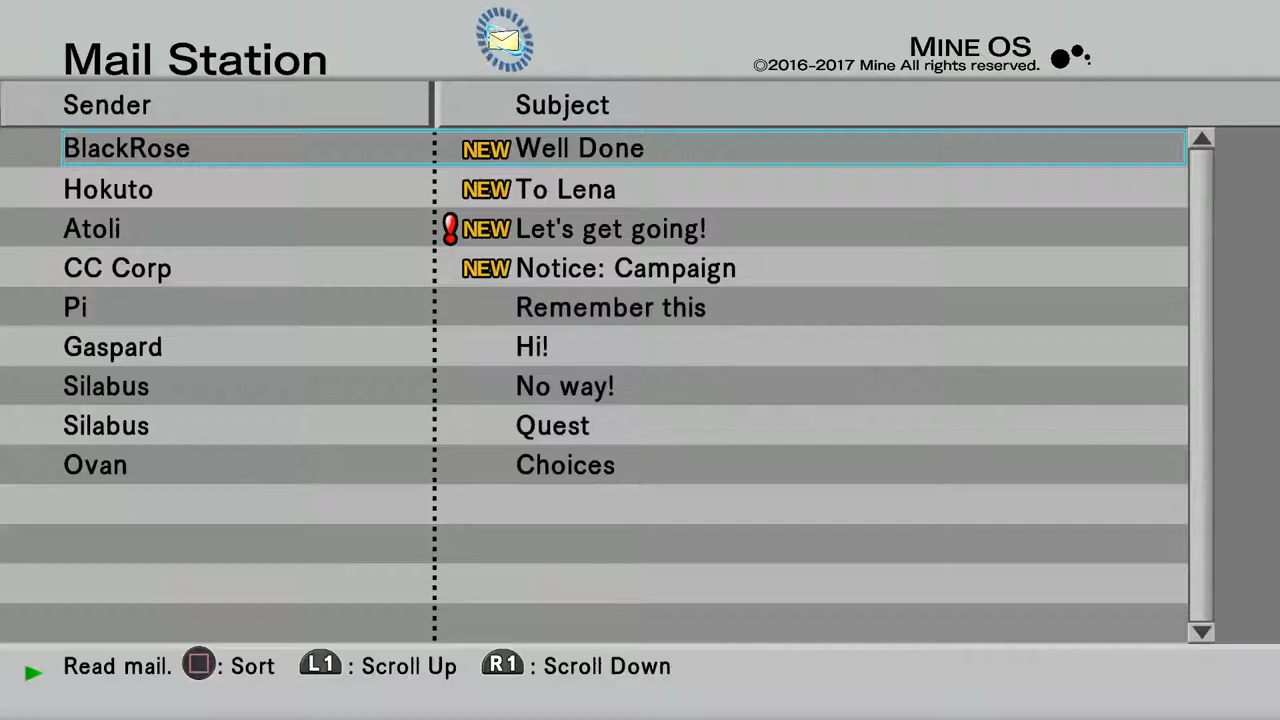 Mail Station
MINE OS
©2016-2017 Mine All rights reserved.
Sender Subject
BlackRose NEW Well Done
Hokuto NEW To Lena
Atoli ! NEW Let's get going!
CC Corp NEW Notice: Campaign
Pi Remember this
Gaspard Hi!
Silabus No way!
Silabus Quest
Ovan Choices
Read mail. : Sort L1 : Scroll Up R1 : Scroll Down